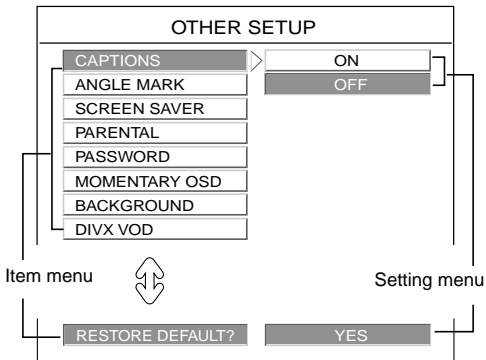 OTHER SETUP
CAPTIONS ON
ANGLE MARK OFF
SCREEN SAVER
PARENTAL
PASSWORD
MOMENTARY OSD
BACKGROUND
DIVX VOD
Item menu Setting menu
RESTORE DEFAULT? YES